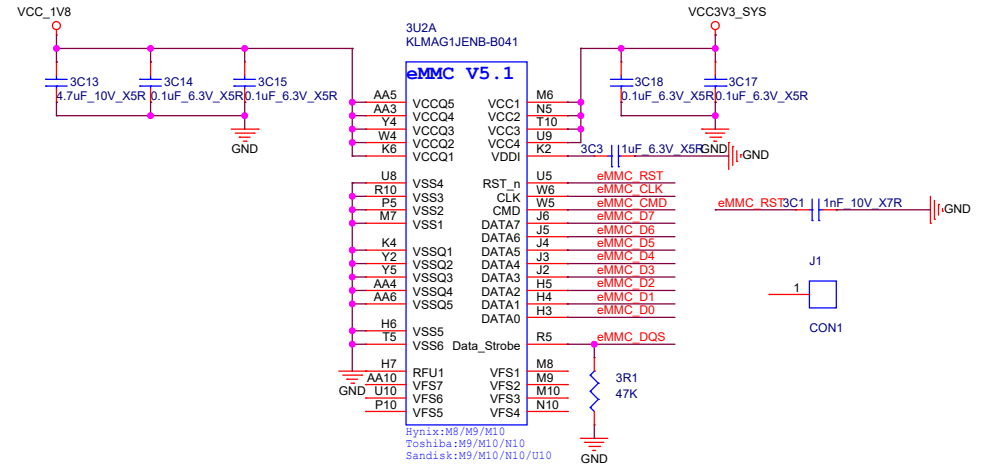 VCC_1V8
VCC3V3_SYS
3U2A
KLMAG1JENB-B041
eMMC V5.1
3C13
4.7uF_10V_X5R
3C14
0.1uF_6.3V_X5R
3C15
0.1uF_6.3V_X5R
GND
3C18
0.1uF_6.3V_X5R
3C17
0.1uF_6.3V_X5R
GND
AA5 VCCQ5
AA3 VCCQ4
Y4 VCCQ3
W4 VCCQ2
K6 VCCQ1
VCC1 M6
VCC2 N5
VCC3 T10
VCC4 U9
VDDI K2
3C3 1uF_6.3V_X5R
GND
U8 VSS4
R10 VSS3
P5 VSS2
M7 VSS1
K4 VSSQ1
Y2 VSSQ2
Y5 VSSQ3
AA4 VSSQ4
AA6 VSSQ5
H6 VSS5
T5 VSS6
H7 RFU1
AA10 VFS7
U10 VFS6
P10 VFS5
GND
RST_n U5 eMMC_RST
CLK W6 eMMC_CLK
CMD W5 eMMC_CMD
DATA7 J6 eMMC_D7
DATA6 J5 eMMC_D6
DATA5 J4 eMMC_D5
DATA4 J3 eMMC_D4
DATA3 J2 eMMC_D3
DATA2 H5 eMMC_D2
DATA1 H4 eMMC_D1
DATA0 H3 eMMC_D0
Data_Strobe R5 eMMC_DQS
VFS1 M8
VFS2 M9
VFS3 M10
VFS4 N10
3R1
47K
GND
eMMC_RST 3C1 1nF_10V_X7R
GND
J1
1
CON1
Hynix:M8/M9/M10
Toshiba:M9/M10/N10
Sandisk:M9/M10/N10/U10